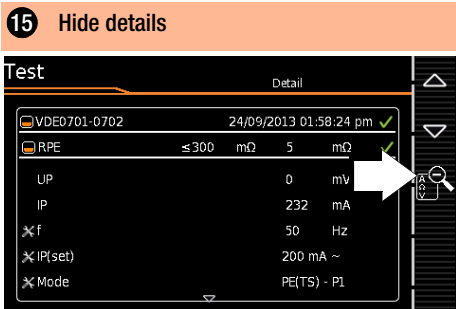 15 Hide details
Test
Detail
VDE0701-0702 24/09/2013 01:58:24 pm ✓
RPE ≤300 mΩ 5 mΩ ✓
UP 0 mV
IP 232 mA
f 50 Hz
IP(set) 200 mA ~
Mode PE(TS) - P1
A
Ω
V